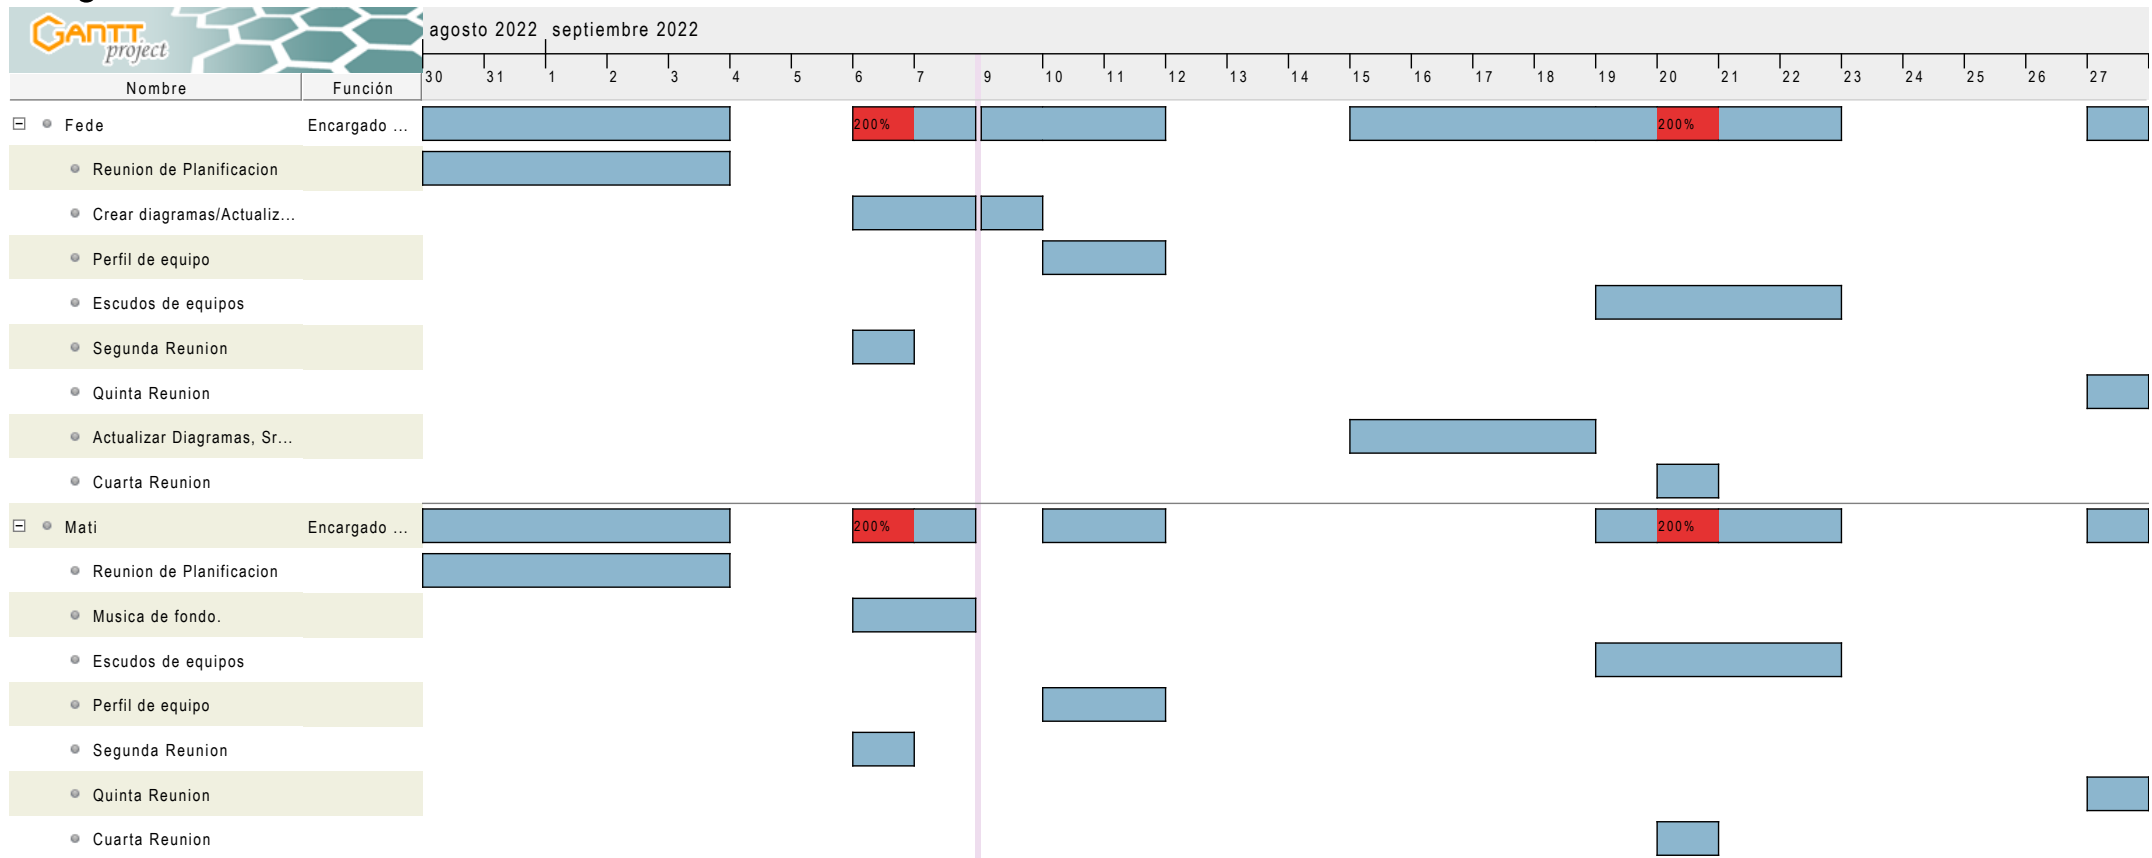 GANTT
project
agosto 2022 septiembre 2022
30 31 1 2 3 4 5 6 7 9 10 11 12 13 14 15 16 17 18 19 20 21 22 23 24 25 26 27
Nombre Función
Fede Encargado ... 200% 200%
Reunion de Planificacion
Crear diagramas/Actualiz...
Perfil de equipo
Escudos de equipos
Segunda Reunion
Quinta Reunion
Actualizar Diagramas, Sr...
Cuarta Reunion
Mati Encargado ... 200% 200%
Reunion de Planificacion
Musica de fondo.
Escudos de equipos
Perfil de equipo
Segunda Reunion
Quinta Reunion
Cuarta Reunion